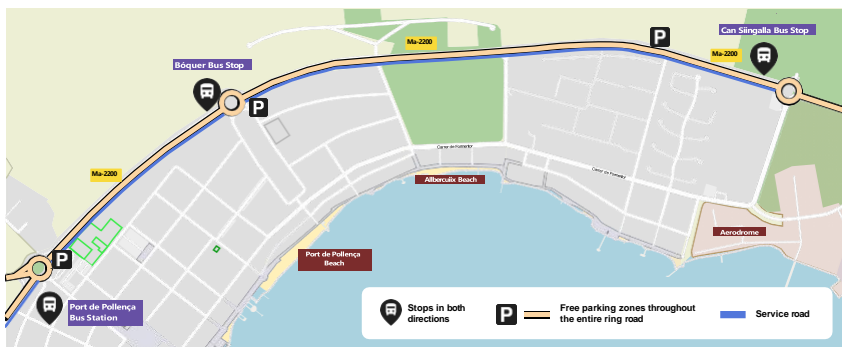 Can Siingalla Bus Stop
P
Ma-2200
Ma-2200
Bóquer Bus Stop
P
Ma-2200
Carrer de Formentor
Carrer de Formentor
Allbercuiix Beach
Aerodrome
Port de Pollença
Beach
P
Port de Pollença
Bus Station
Stops in both
directions
P
Free parking zones throughout
the entire ring road
Service road